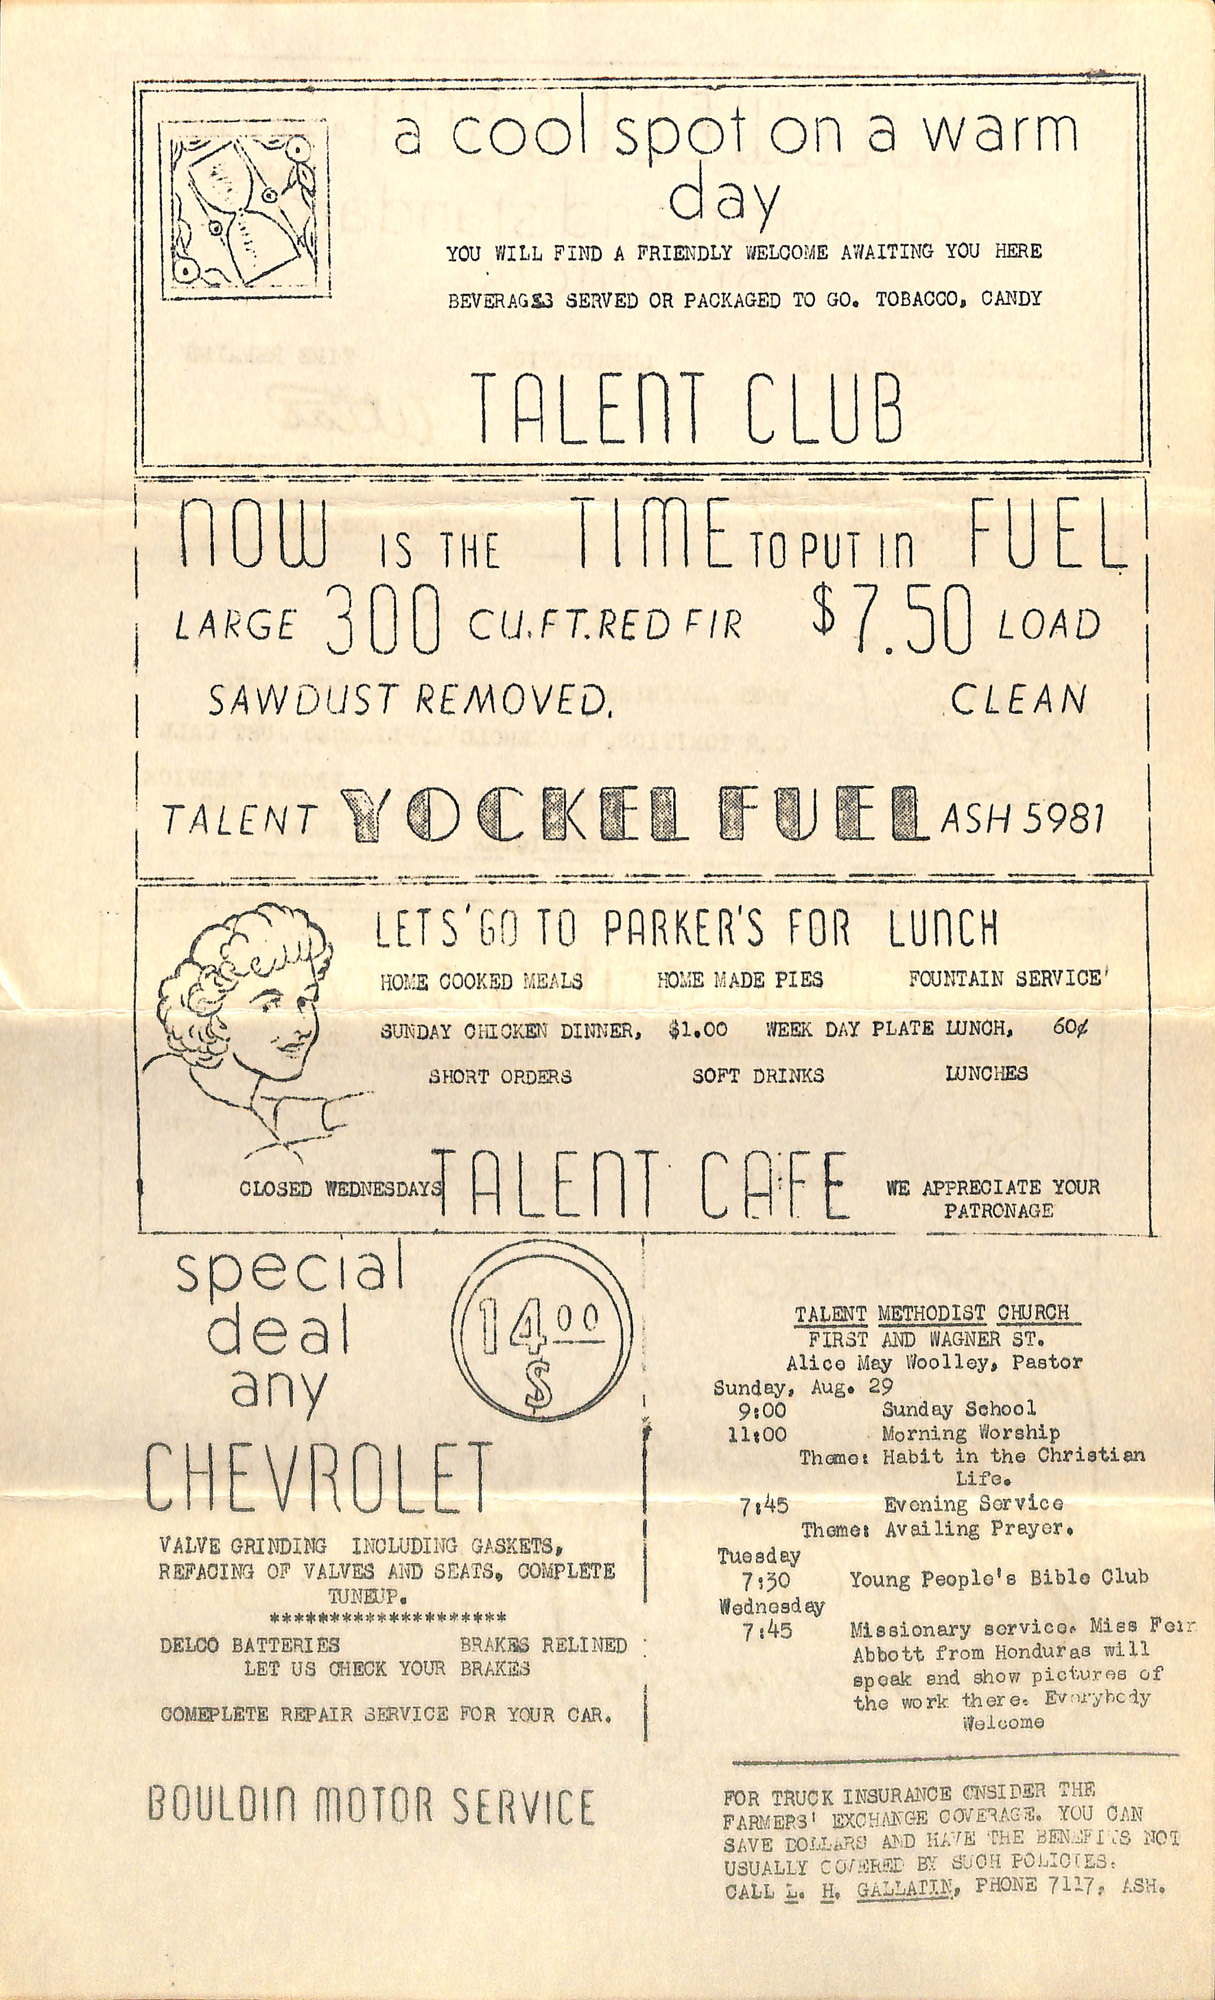 a cool spot on a warm
day
YOU WILL FIND A FRIENDLY WELCOME AWAITING YOU HERE
BEVERAGES SERVED OR PACKAGED TO GO. TOBACCO, CANDY
TALENT CLUB
NOW IS THE TIME TO PUT IN FUEL
LARGE 300 CU.FT. RED FIR $7.50 LOAD
SAWDUST REMOVED. CLEAN
TALENT YOCKEL FUEL ASH 5981
LETS' GO TO PARKER'S FOR LUNCH
HOME COOKED MEALS HOME MADE PIES FOUNTAIN SERVICE
SUNDAY CHICKEN DINNER, $1.00 WEEK DAY PLATE LUNCH, 60¢
SHORT ORDERS SOFT DRINKS LUNCHES
CLOSED WEDNESDAYS TALENT CAFE WE APPRECIATE YOUR
PATRONAGE
special
deal
any
14 00
$
CHEVROLET
VALVE GRINDING INCLUDING GASKETS,
REFACING OF VALVES AND SEATS, COMPLETE
TUNEUP.
********************
DELCO BATTERIES BRAKES RELINED
LET US CHECK YOUR BRAKES
COMEPLETE REPAIR SERVICE FOR YOUR CAR.
BOULDIN MOTOR SERVICE
TALENT METHODIST CHURCH
FIRST AND WAGNER ST.
Alice May Woolley, Pastor
Sunday, Aug. 29
9:00 Sunday School
11:00 Morning Worship
Theme: Habit in the Christian
Life.
7:45 Evening Service
Theme: Availing Prayer.
Tuesday
7:30 Young People's Bible Club
Wednesday
7:45 Missionary service. Miss Feir
Abbott from Honduras will
speak and show pictures of
the work there. Everybody
Welcome
FOR TRUCK INSURANCE CNSIDER THE
FARMERS' EXCHANGE COVERAGE. YOU CAN
SAVE DOLLARS AND HAVE THE BENEFITS NOT
USUALLY COVERED BY SUCH POLICIES.
CALL L. H. GALLATIN, PHONE 7117, ASH.